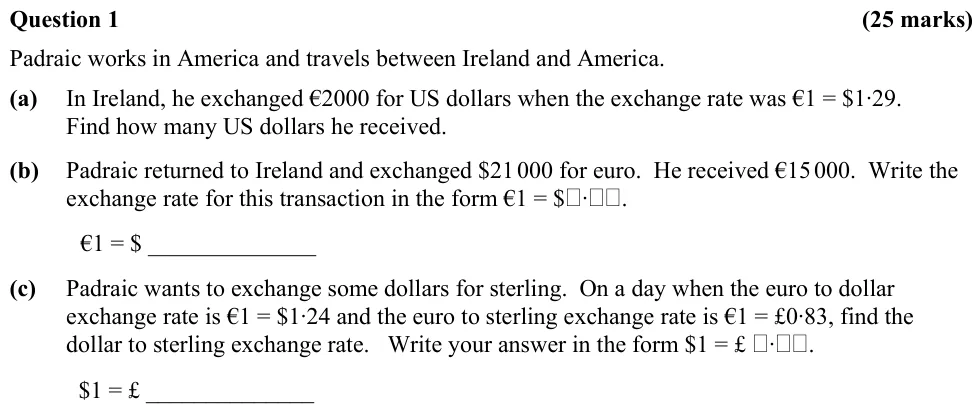 Question 1 (25 marks)
Padraic works in America and travels between Ireland and America.
(a) In Ireland, he exchanged €2000 for US dollars when the exchange rate was €1 = $1·29.
Find how many US dollars he received.
(b) Padraic returned to Ireland and exchanged $21 000 for euro. He received €15 000. Write the
exchange rate for this transaction in the form €1 = $□·□□.
€1 = $ ______________
(c) Padraic wants to exchange some dollars for sterling. On a day when the euro to dollar
exchange rate is €1 = $1·24 and the euro to sterling exchange rate is €1 = £0·83, find the
dollar to sterling exchange rate. Write your answer in the form $1 = £ □·□□.
$1 = £ ______________